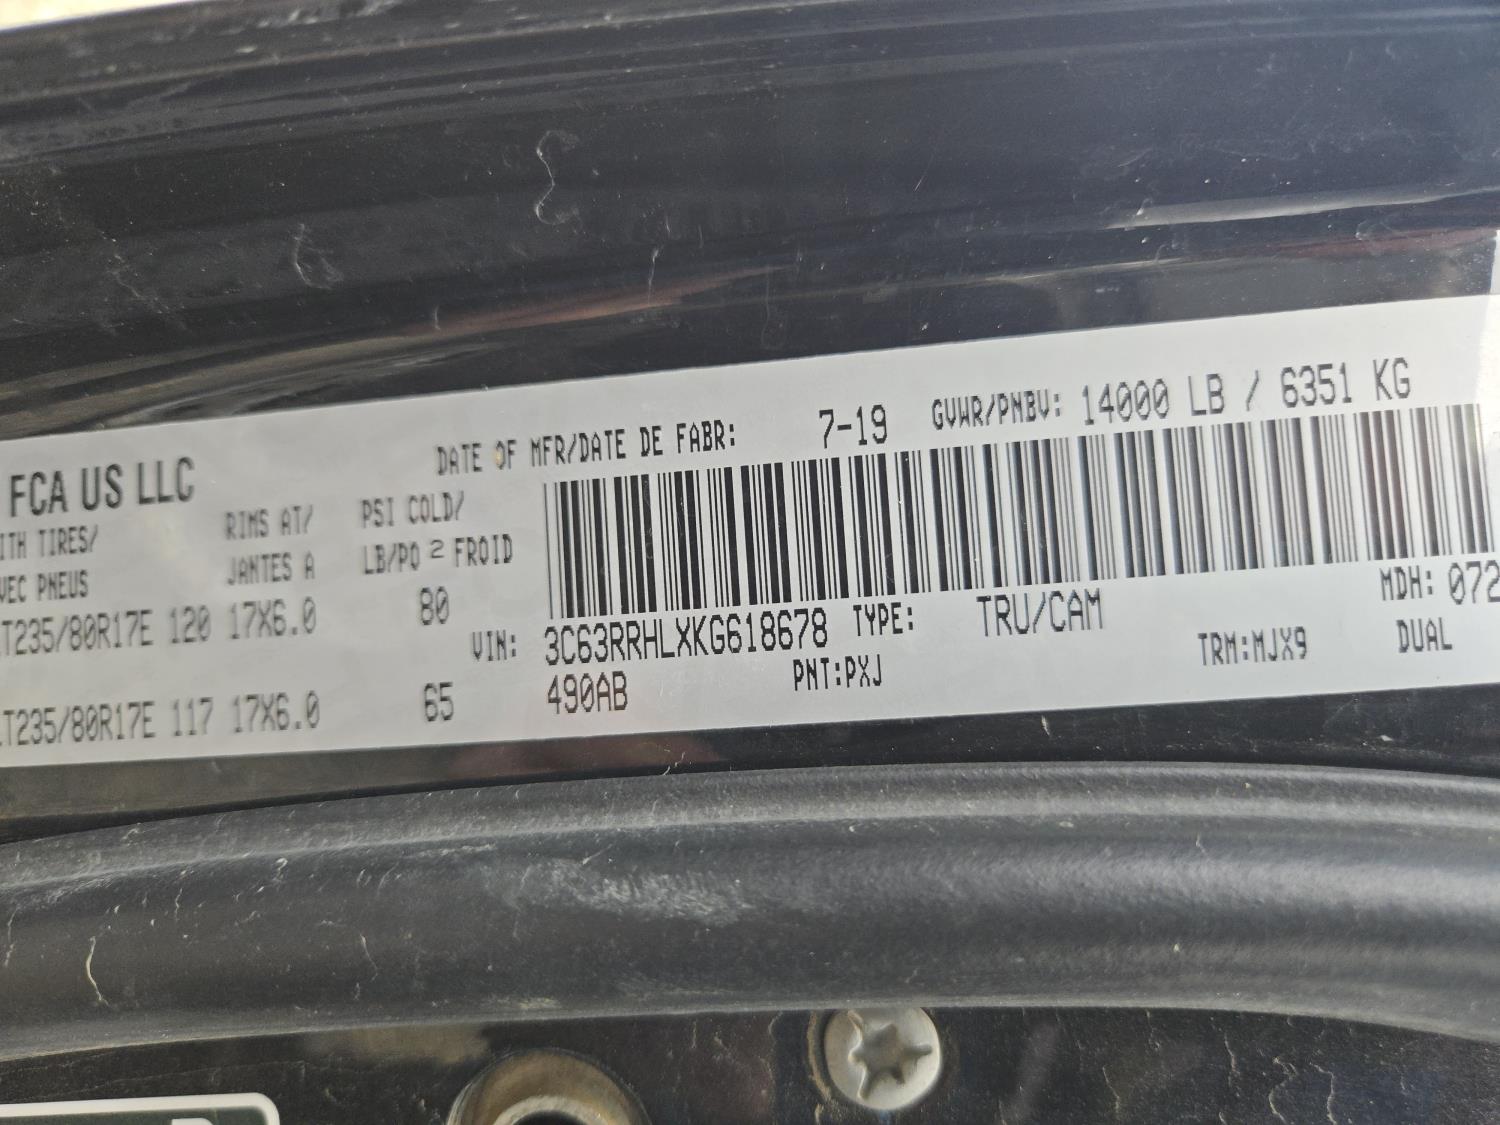 DATE OF MFR/DATE DE FABR: 7-19 GVWR/PNBV: 14000 LB / 6351 KG
FCA US LLC
ITH TIRES/ RIMS AT/ PSI COLD/
VEC PNEUS JANTES A LB/PO 2 FROID
LT235/80R17E 120 17X6.0 80
VIN: 3C63RRHLXKG618678 TYPE: TRU/CAM MDH: 072
490AB PNT:PXJ TRM:MJX9 DUAL
LT235/80R17E 117 17X6.0 65